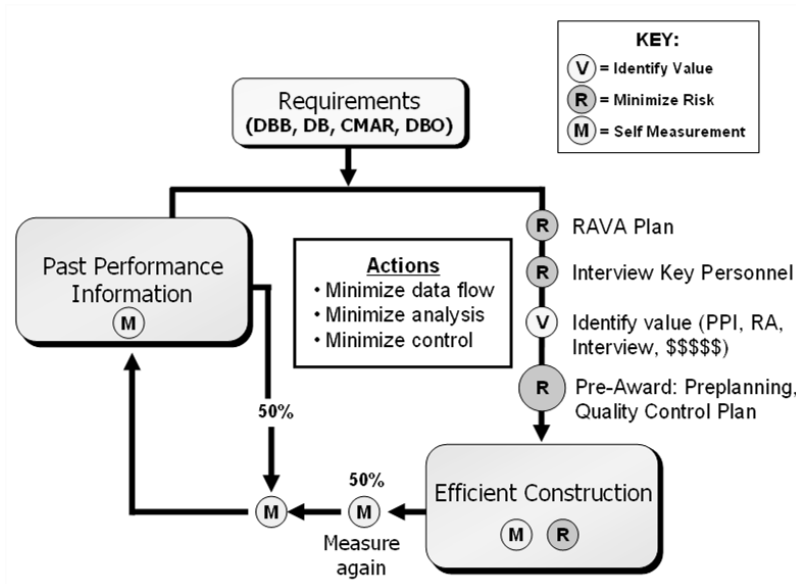 KEY:
V = Identify Value
R = Minimize Risk
M = Self Measurement
Requirements
(DBB, DB, CMAR, DBO)
Past Performance
Information
M
Actions
• Minimize data flow
• Minimize analysis
• Minimize control
R RAVA Plan
R Interview Key Personnel
V Identify value (PPI, RA,
Interview, $$$$$)
R Pre-Award: Preplanning,
Quality Control Plan
50%
Efficient Construction
M R
50%
M
M
Measure
again